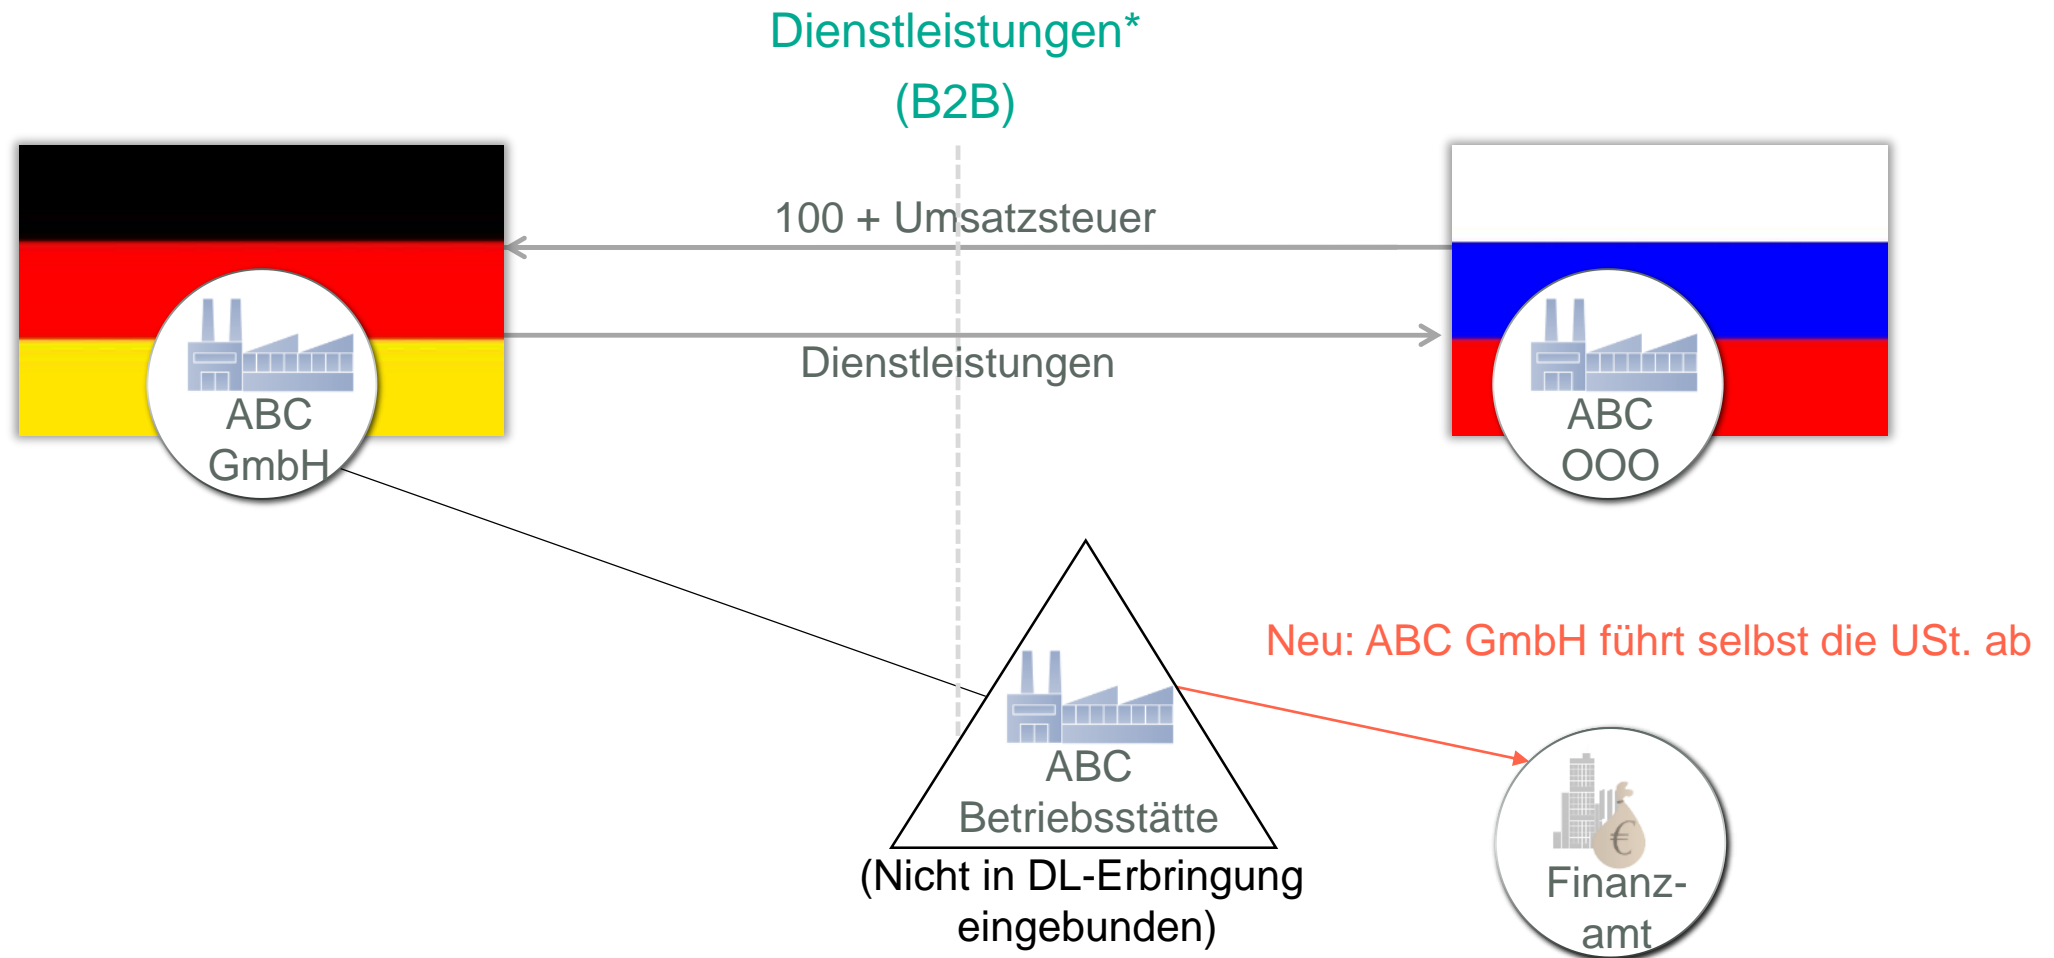 Dienstleistungen*
(B2B)
100 + Umsatzsteuer
Dienstleistungen
ABC
GmbH
ABC
OOO
Neu: ABC GmbH führt selbst die USt. ab
ABC
Betriebsstätte
(Nicht in DL-Erbringung
eingebunden)
€
Finanz-
amt